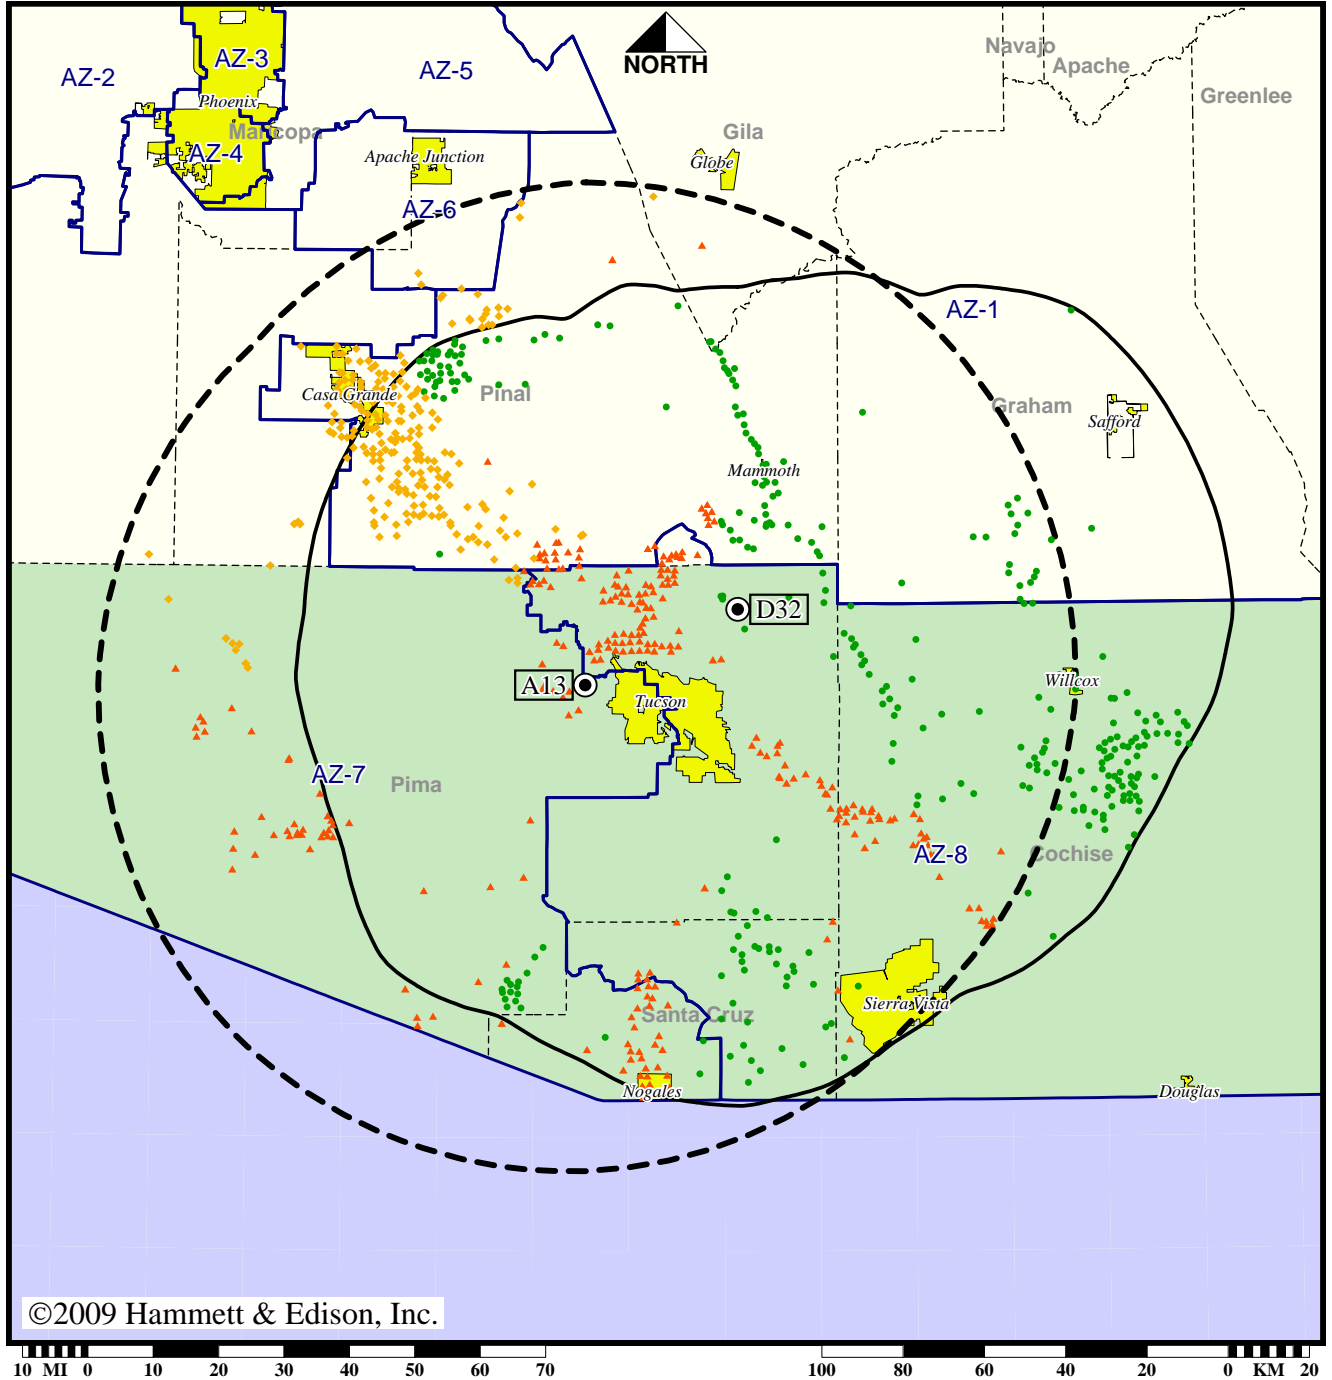 Navajo
Apache
Greenlee
AZ-3
AZ-2
AZ-5
NORTH
Phoenix
Maricopa
AZ-4
Apache Junction
Gila
Globe
AZ-6
AZ-1
Casa Grande
Pinal
Graham
Safford
Mammoth
D32
A13
Tucson
Willcox
AZ-7
Pima
AZ-8
Cochise
Sierra Vista
Santa Cruz
Nogales
Douglas
©2009 Hammett & Edison, Inc.
10 MI 0 10 20 30 40 50 60 70 100 80 60 40 20 0 KM 20